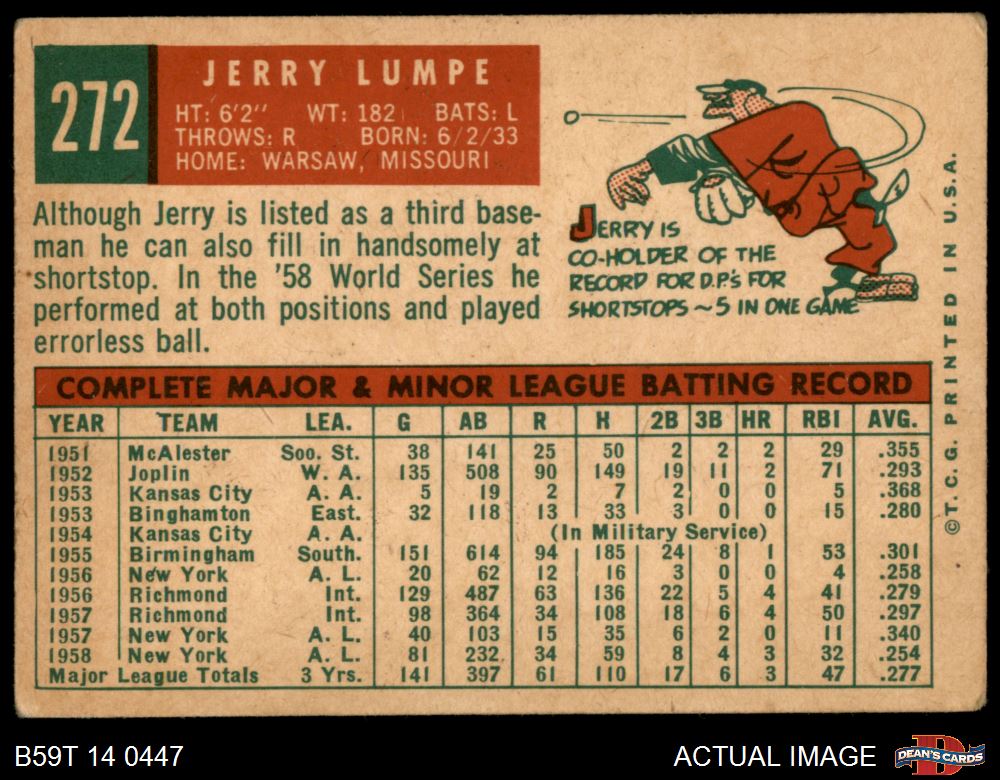 272
JERRY LUMPE
HT: 6'2" WT: 182 BATS: L
THROWS: R BORN: 6/2/33
HOME: WARSAW, MISSOURI
Although Jerry is listed as a third base-
man he can also fill in handsomely at
shortstop. In the '58 World Series he
performed at both positions and played
errorless ball.
JERRY IS
CO-HOLDER OF THE
RECORD FOR D.P.'s FOR
SHORTSTOPS ~ 5 IN ONE GAME
COMPLETE MAJOR & MINOR LEAGUE BATTING RECORD
YEAR TEAM LEA. G AB R H 2B 3B HR RBI AVG.
1951 McAlester Soo. St. 38 141 25 50 2 2 2 29 .355
1952 Joplin W. A. 135 508 90 149 19 11 2 71 .293
1953 Kansas City A. A. 5 19 2 7 2 0 0 5 .368
1953 Binghamton East. 32 118 13 33 3 0 0 15 .280
1954 Kansas City A. A. (In Military Service)
1955 Birmingham South. 151 614 94 185 24 8 1 53 .301
1956 New York A. L. 20 62 12 16 3 0 0 4 .258
1956 Richmond Int. 129 487 63 136 22 5 4 41 .279
1957 Richmond Int. 98 364 34 108 18 6 4 50 .297
1957 New York A. L. 40 103 15 35 6 2 0 11 .340
1958 New York A. L. 81 232 34 59 8 4 3 32 .254
Major League Totals 3 Yrs. 141 397 61 110 17 6 3 47 .277
©T.C.G. PRINTED IN U.S.A.
B59T 14 0447
ACTUAL IMAGE
DEAN'S CARDS